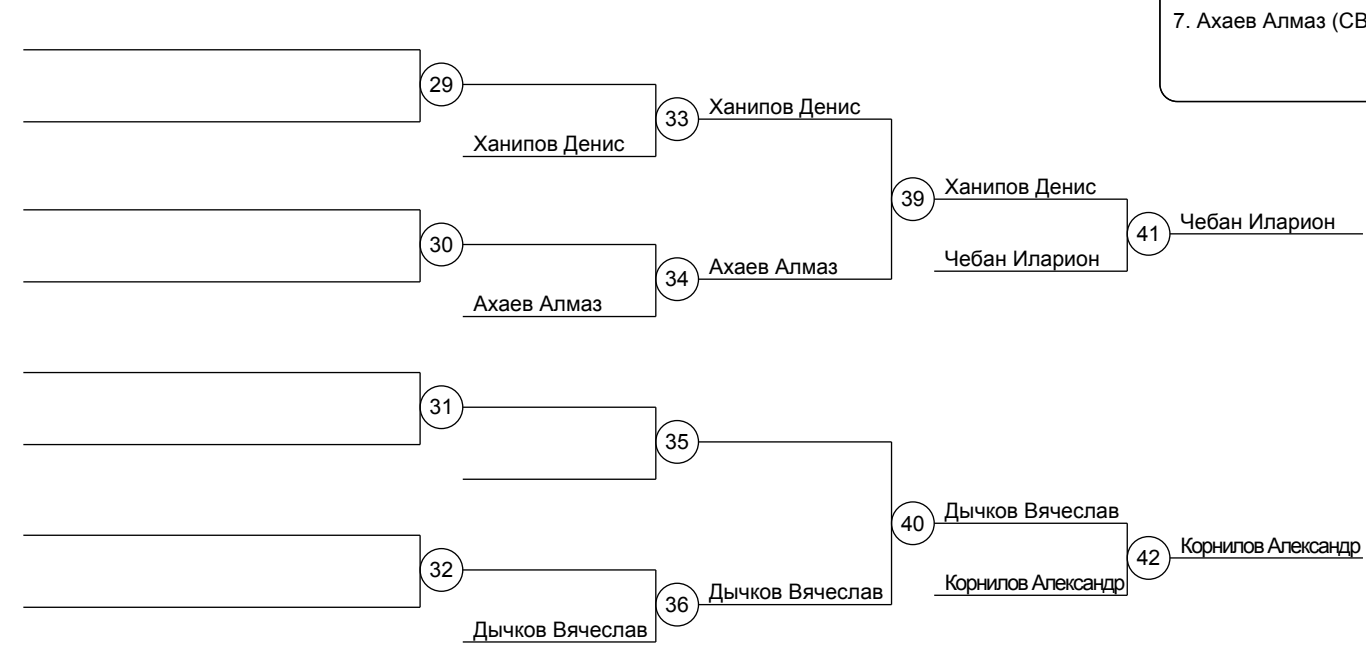 7. Ахаев Алмаз (СВ
29
Ханипов Денис
33
Ханипов Денис
39
Ханипов Денис
41
Чебан Иларион
Чебан Иларион
30
34
Ахаев Алмаз
Ахаев Алмаз
31
35
40
Дычков Вячеслав
42
Корнилов Александр
Корнилов Александр
32
36
Дычков Вячеслав
Дычков Вячеслав